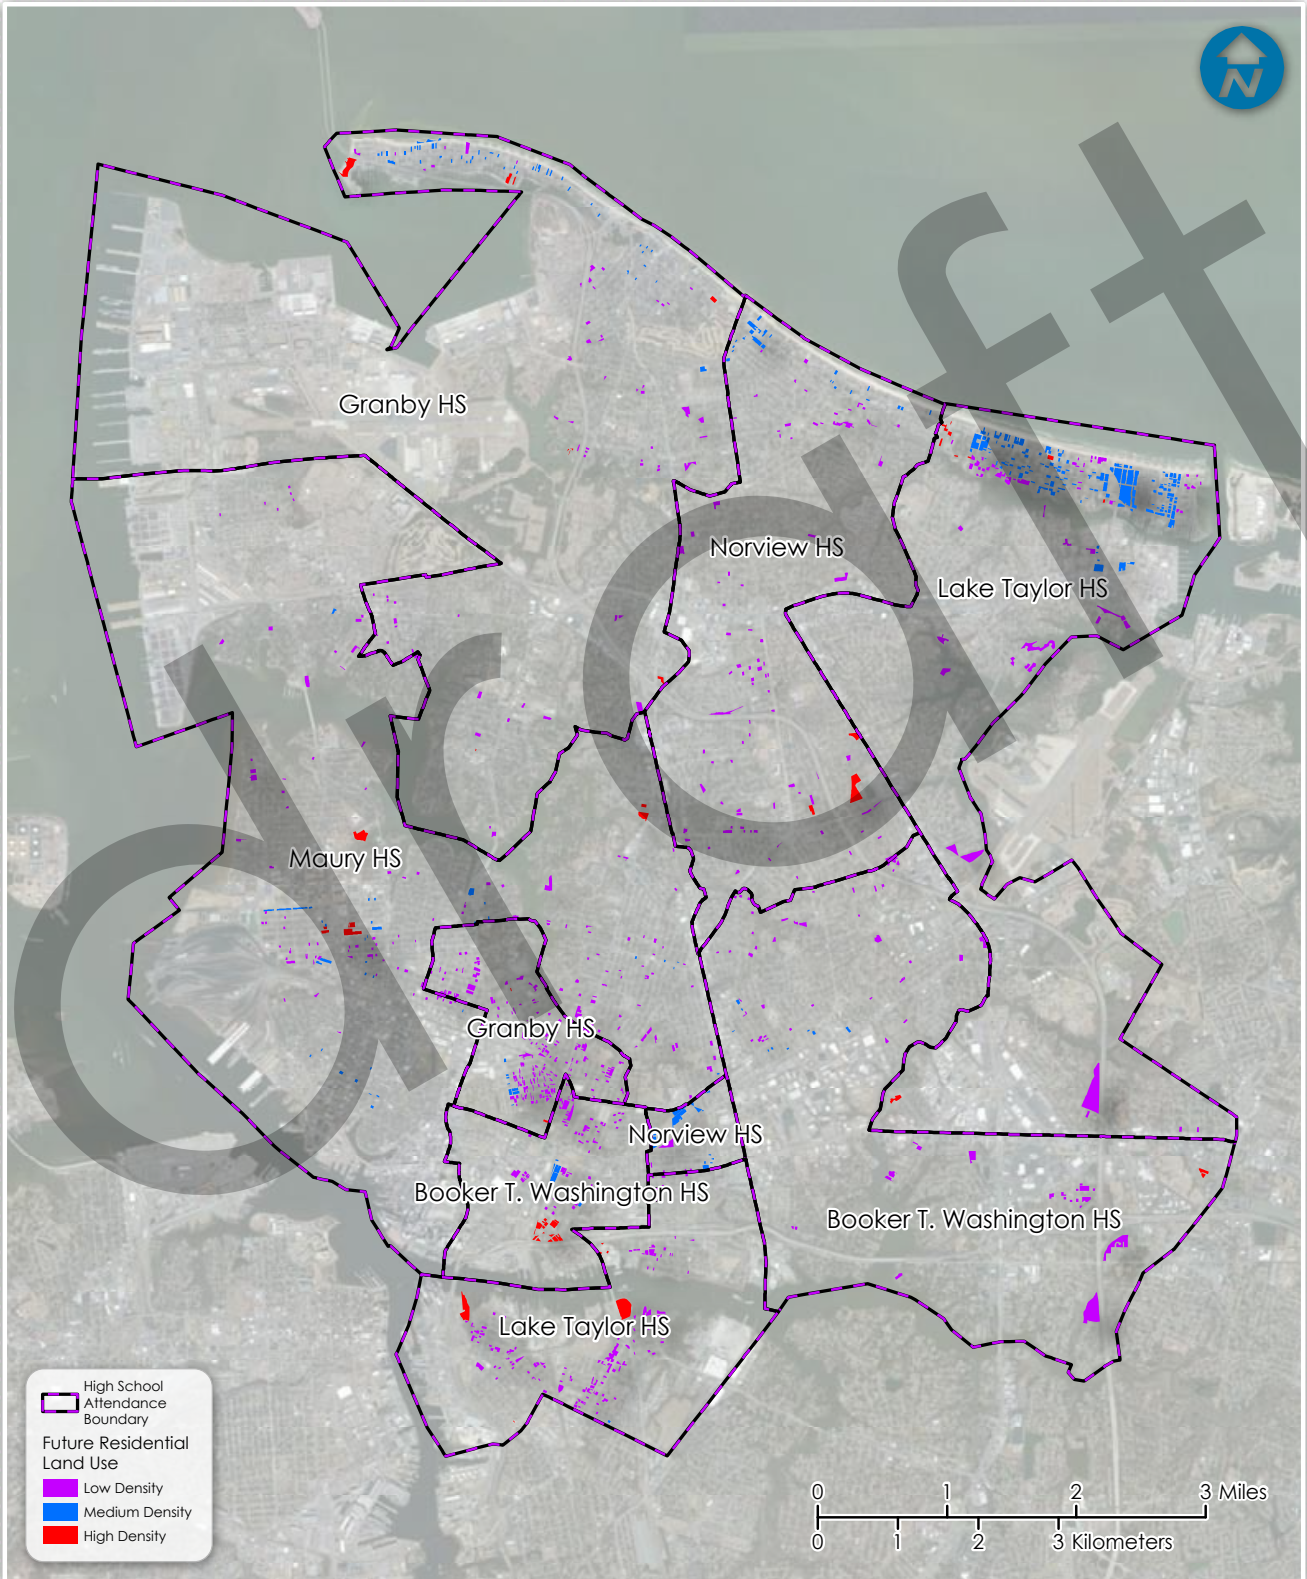 N
Granby HS
Norview HS
Lake Taylor HS
Maury HS
Granby HS
Norview HS
Booker T. Washington HS
Booker T. Washington HS
Lake Taylor HS
draft
High School
Attendance
Boundary
Future Residential
Land Use
Low Density
Medium Density
High Density
0 1 2 3 Miles
0 1 2 3 Kilometers